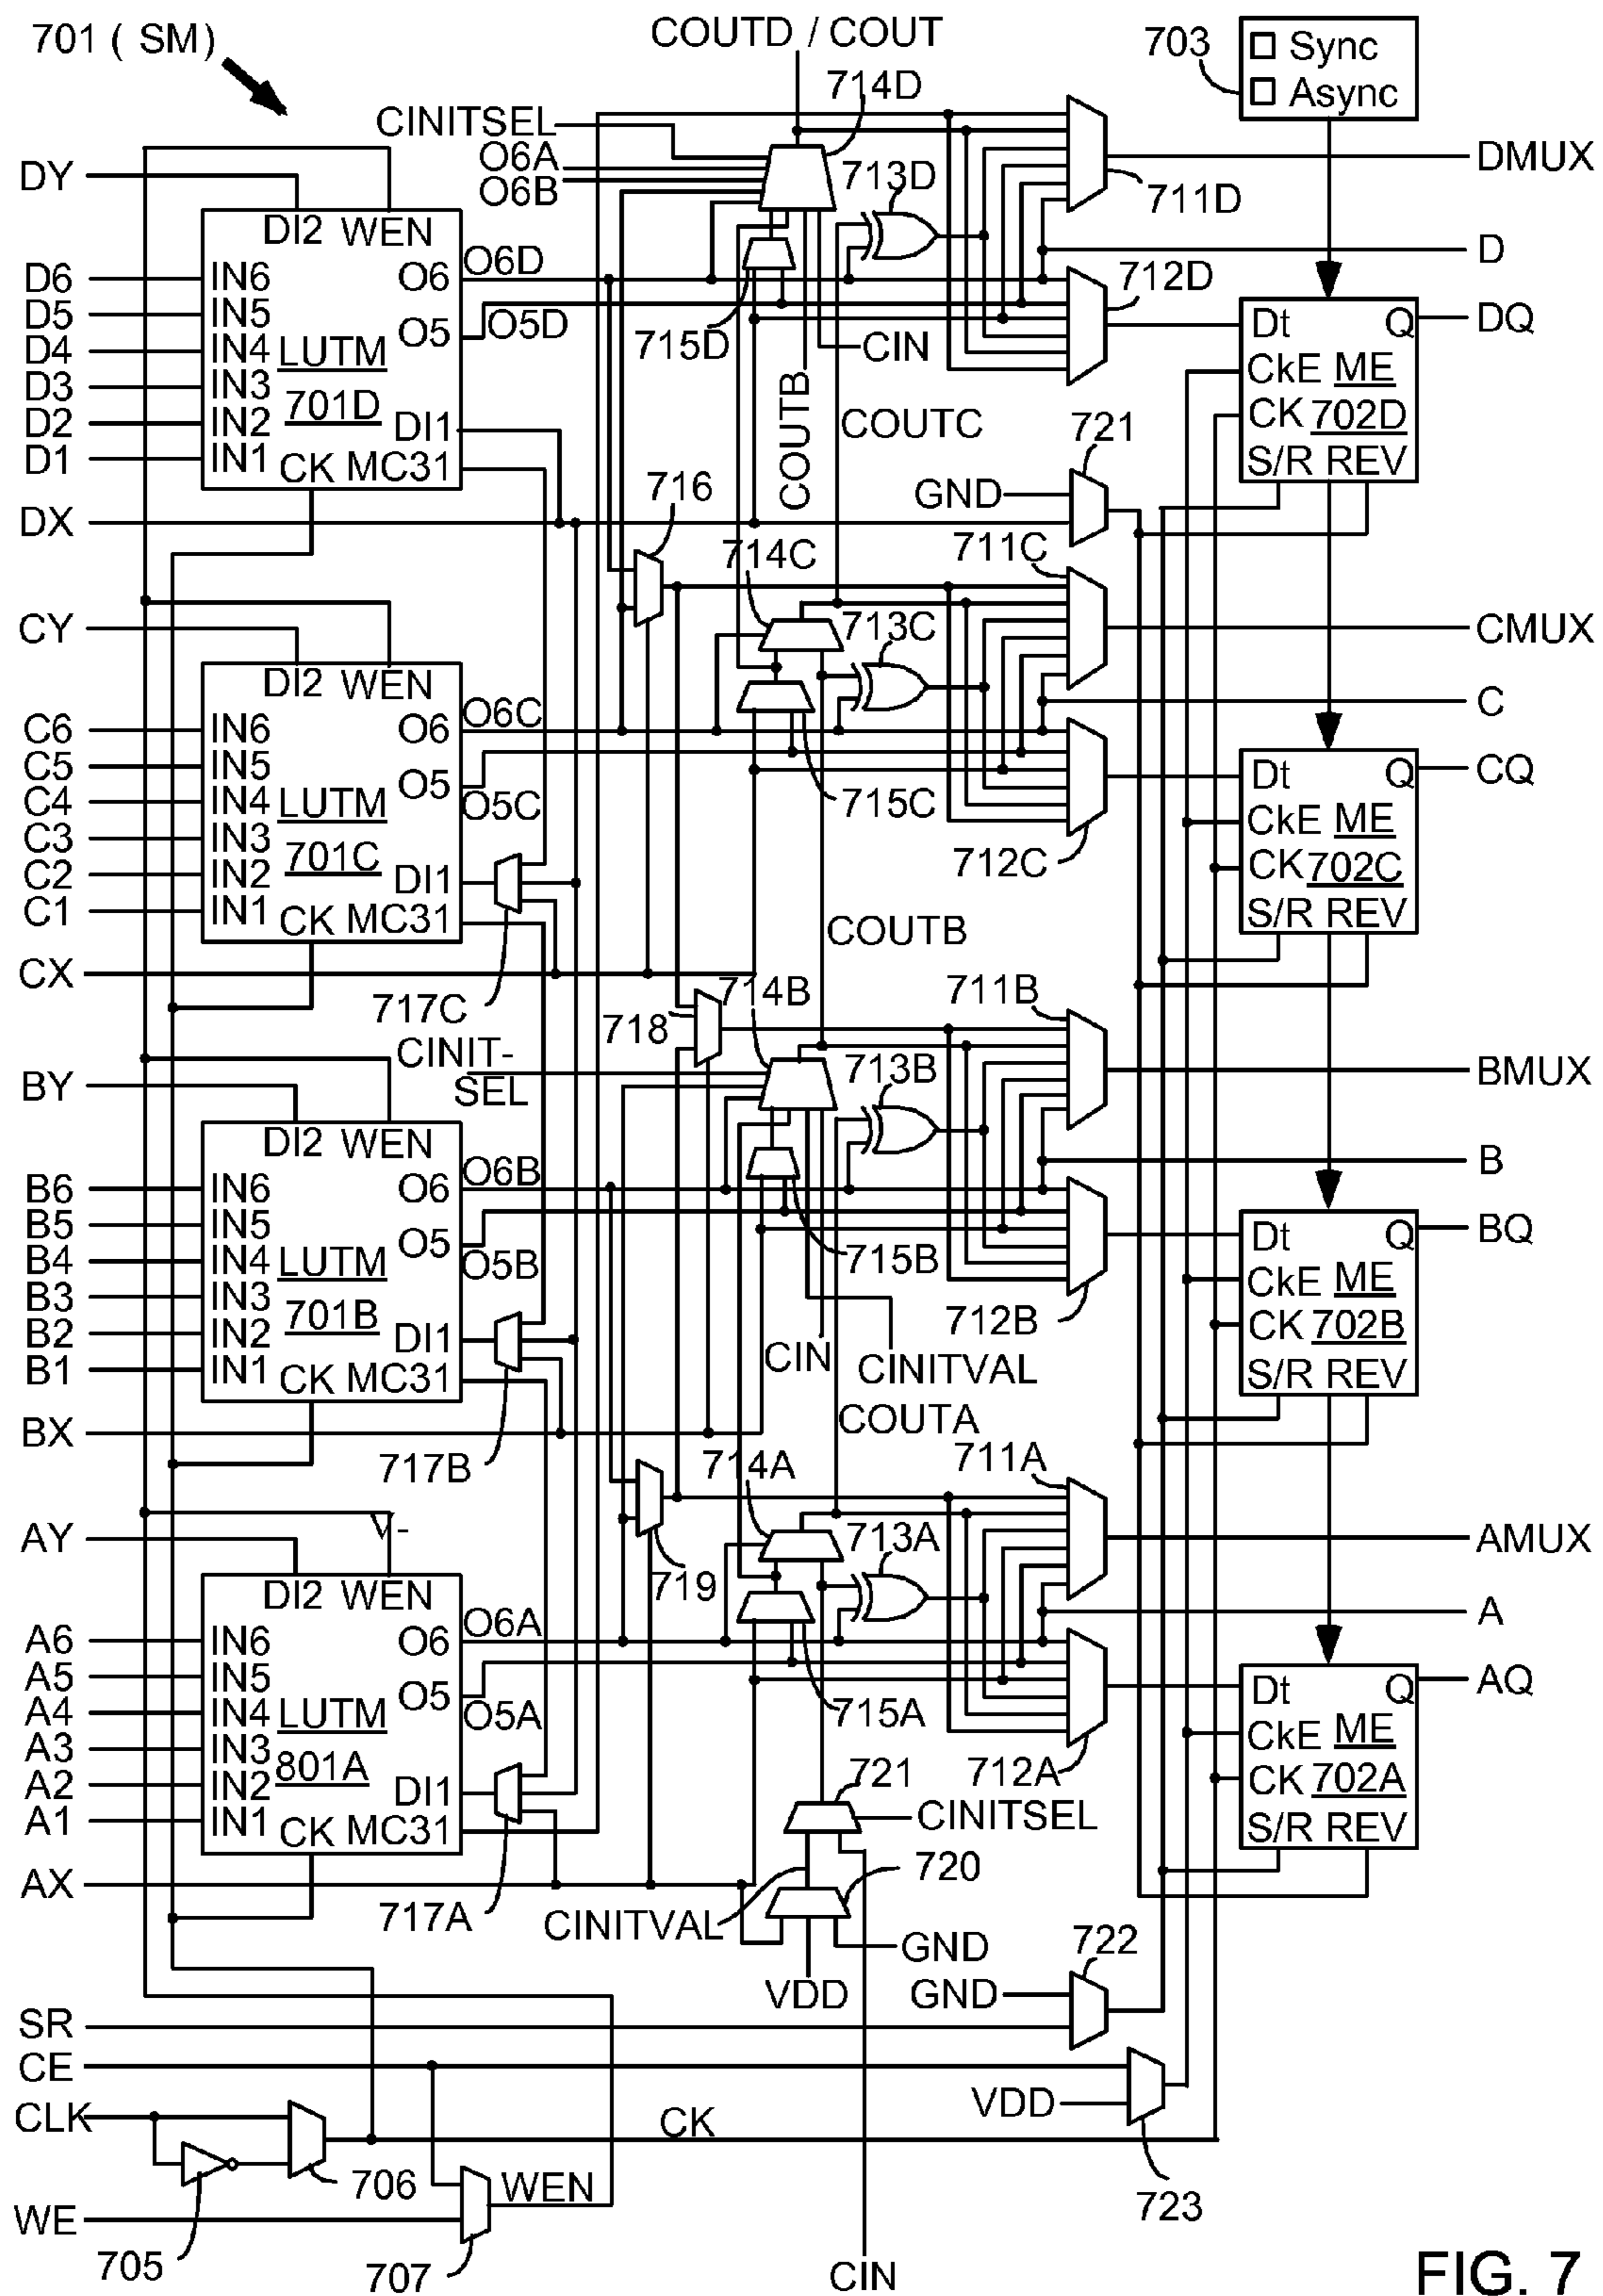 701 ( SM)
COUTD / COUT
703
Sync
Async
714D
CINITSEL
O6A
O6B
713D
DMUX
711D
DY
DI2 WEN
D6
D5
D4
D3
D2
D1
IN6
IN5
IN4
IN3
IN2
IN1
LUTM
701D
O6
O5
DI1
CK MC31
O6D
O5D
715D
CIN
COUTB
COUTC
712D
D
DQ
Dt Q
CkE ME
CK 702D
S/R REV
721
GND
716
DX
714C
711C
713C
CMUX
CY
DI2 WEN
C6
C5
C4
C3
C2
C1
IN6
IN5
IN4
IN3
IN2
IN1
LUTM
701C
O6
O5
DI1
CK MC31
O6C
O5C
715C
712C
C
CQ
Dt Q
CkE ME
CK 702C
S/R REV
COUTB
CX
717C
718
714B
711B
CINIT-
SEL
713B
BMUX
BY
DI2 WEN
B6
B5
B4
B3
B2
B1
IN6
IN5
IN4
IN3
IN2
IN1
LUTM
701B
O6
O5
DI1
CK MC31
O6B
O5B
715B
712B
B
BQ
Dt Q
CkE ME
CK 702B
S/R REV
CIN
CINITVAL
COUTA
BX
717B
714A
711A
713A
719
AMUX
AY
V-
DI2 WEN
A6
A5
A4
A3
A2
A1
IN6
IN5
IN4
IN3
IN2
IN1
LUTM
801A
O6
O5
DI1
CK MC31
O6A
O5A
715A
712A
A
AQ
Dt Q
CkE ME
CK 702A
S/R REV
721
CINITSEL
720
AX
717A
CINITVAL
GND
VDD
722
GND
SR
CE
VDD
CLK
CK
706
WEN
723
WE
705
707
CIN
FIG. 7